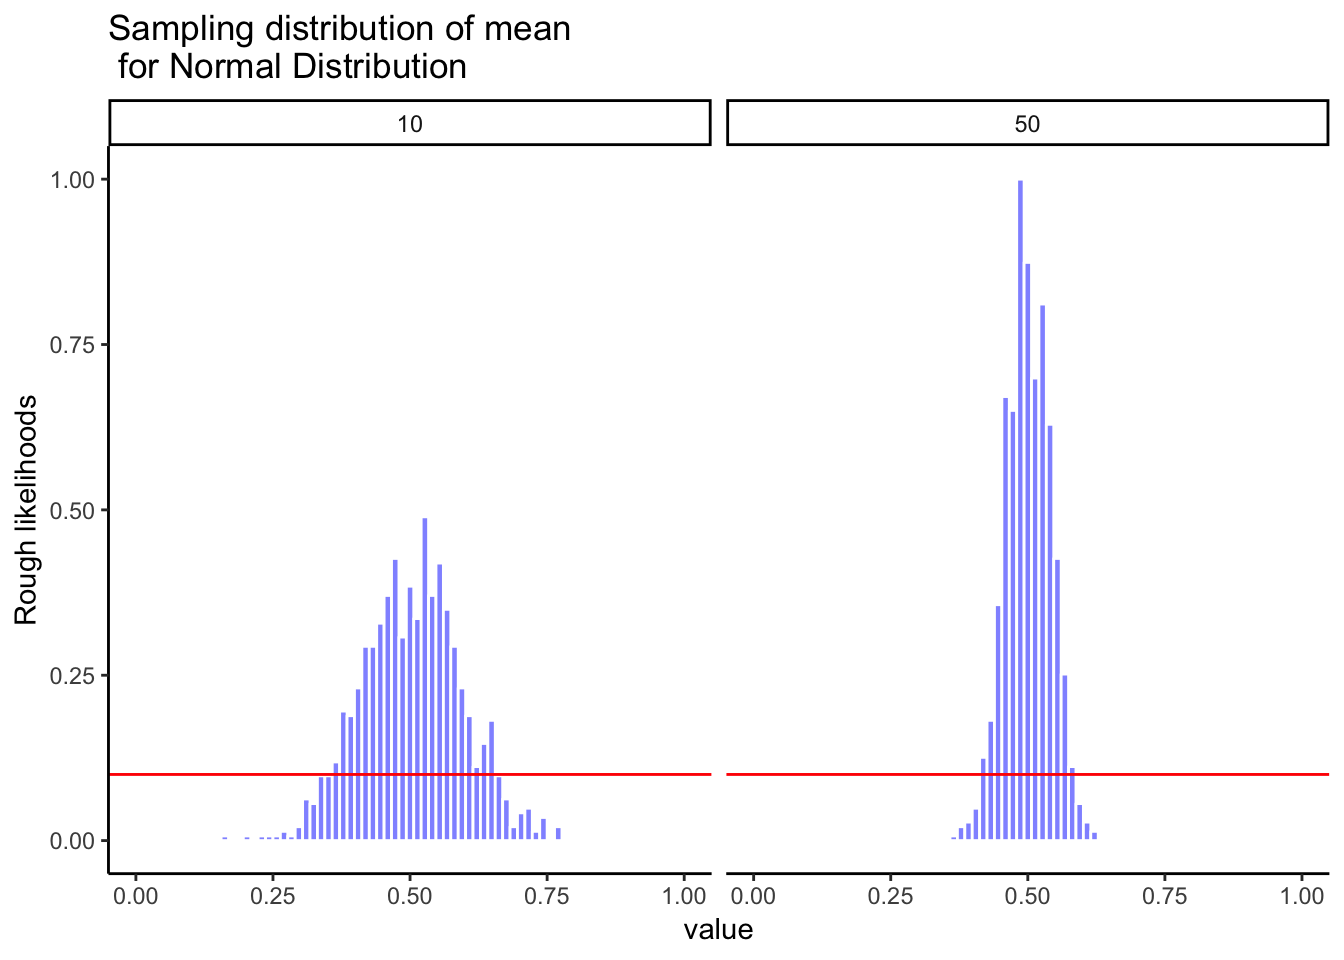 Sampling distribution of mean
for Normal Distribution
10
50
Rough likelihoods
1.00
0.75
0.50
0.25
0.00
0.00 0.25 0.50 0.75 1.00
0.00 0.25 0.50 0.75 1.00
value